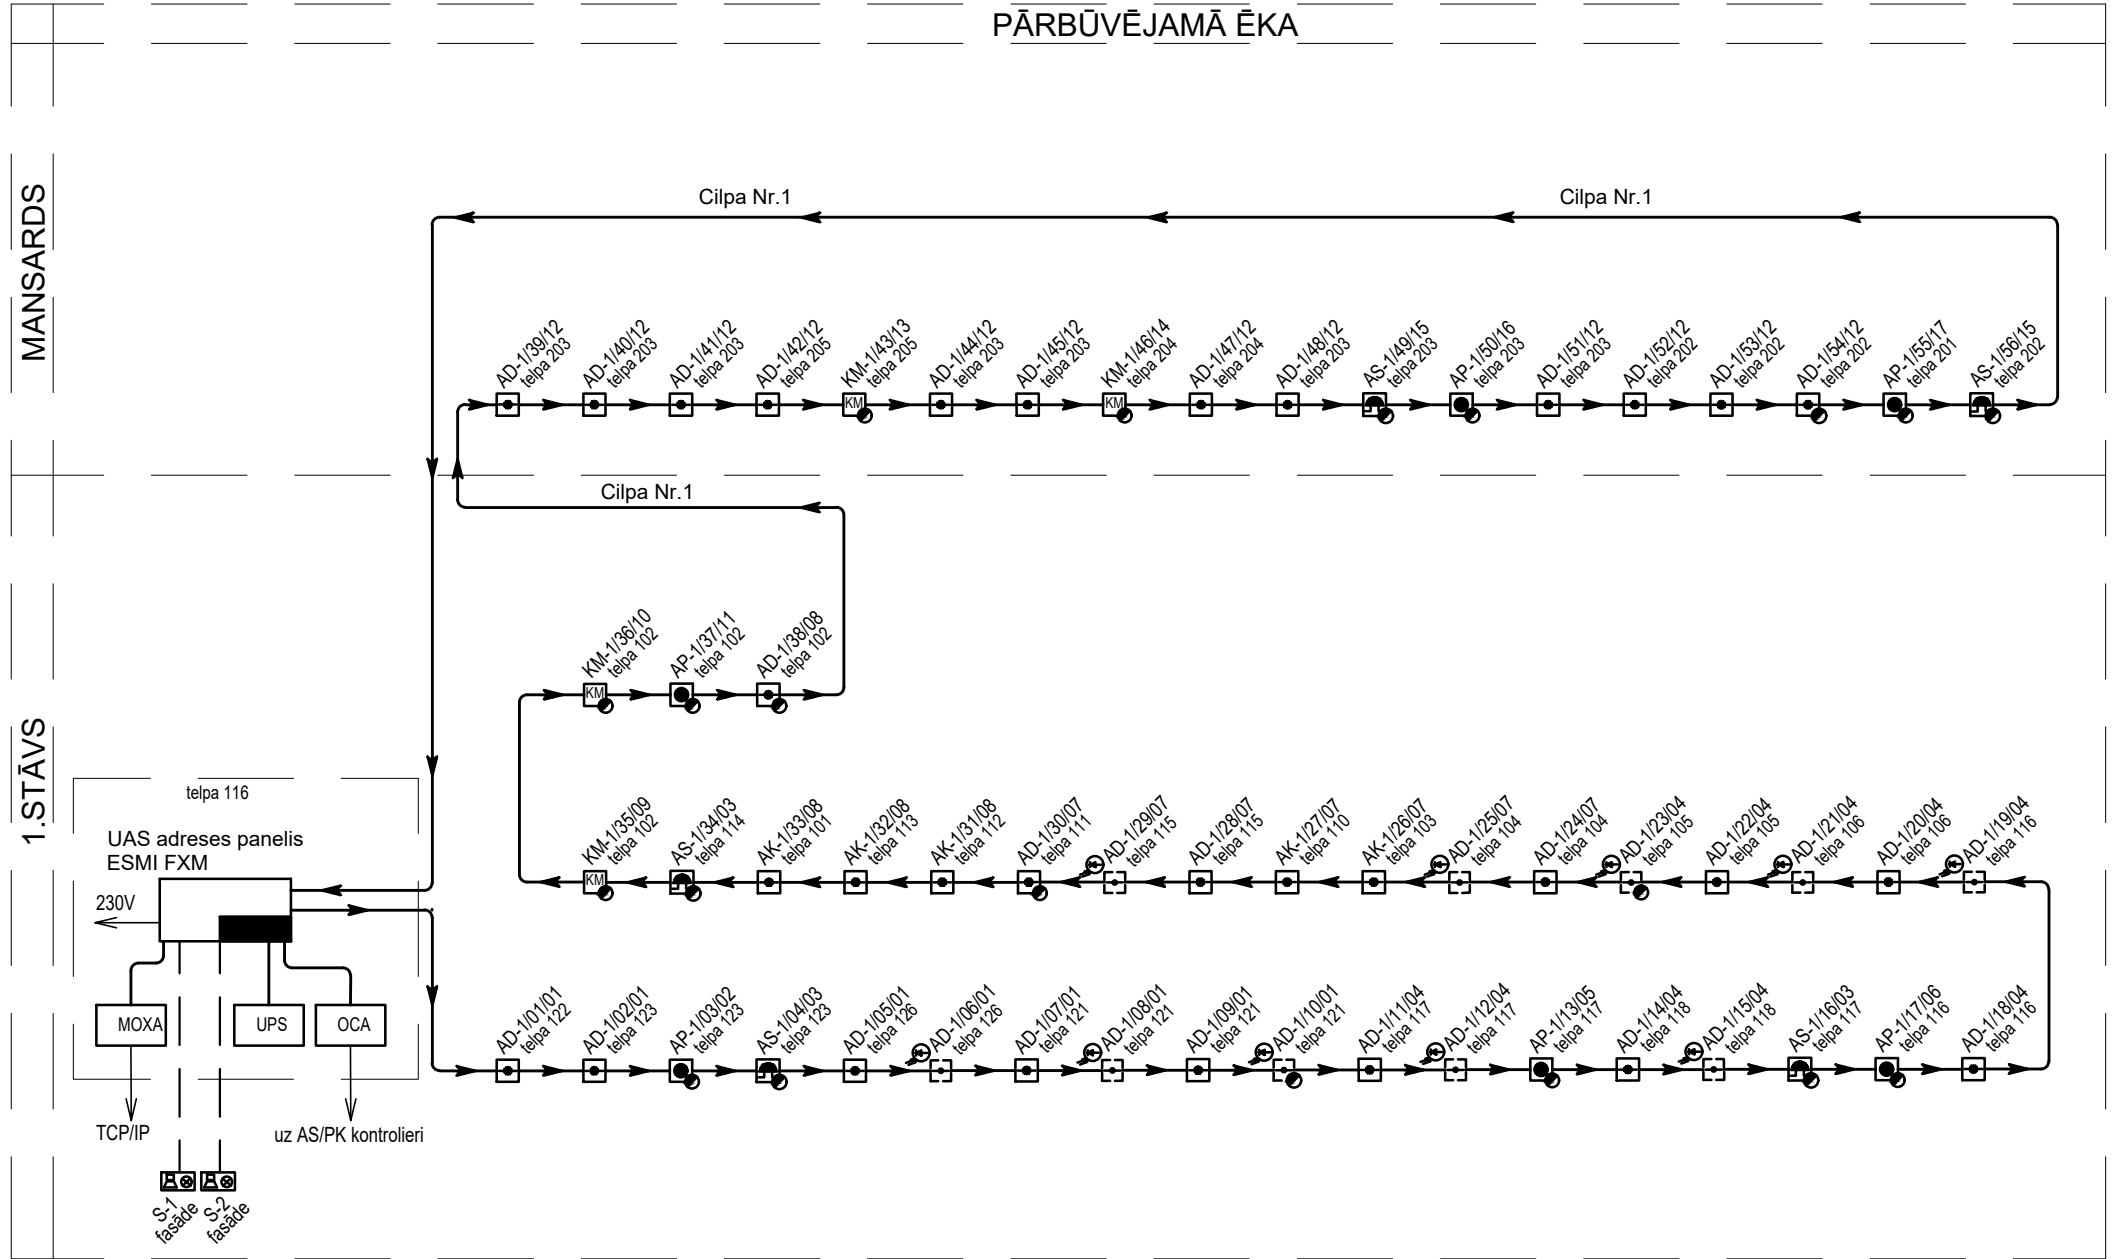 PĀRBŪVĒJAMĀ ĒKA
MANSARDS
Cilpa Nr.1
Cilpa Nr.1
AD-1/39/12
telpa 203
AD-1/40/12
telpa 203
AD-1/41/12
telpa 203
AD-1/42/12
telpa 205
KM-1/43/13
telpa 205
AD-1/44/12
telpa 203
AD-1/45/12
telpa 203
KM-1/46/14
telpa 204
AD-1/47/12
telpa 204
AD-1/48/12
telpa 203
AS-1/49/15
telpa 203
AP-1/50/16
telpa 203
AD-1/51/12
telpa 203
AD-1/52/12
telpa 202
AD-1/53/12
telpa 202
AD-1/54/12
telpa 202
AP-1/55/17
telpa 201
AS-1/56/15
telpa 202
KM
KM
1.STĀVS
Cilpa Nr.1
KM-1/36/10
telpa 102
AP-1/37/11
telpa 102
AD-1/38/08
telpa 102
KM
KM-1/35/09
telpa 102
AS-1/34/03
telpa 114
AK-1/33/08
telpa 101
AK-1/32/08
telpa 113
AK-1/31/08
telpa 112
AD-1/30/07
telpa 111
AD-1/29/07
telpa 115
AD-1/28/07
telpa 115
AK-1/27/07
telpa 110
AK-1/26/07
telpa 103
AD-1/25/07
telpa 104
AD-1/24/07
telpa 104
AD-1/23/04
telpa 105
AD-1/22/04
telpa 105
AD-1/21/04
telpa 106
AD-1/20/04
telpa 106
AD-1/19/04
telpa 116
KM
telpa 116
UAS adreses panelis
ESMI FXM
230V
MOXA
UPS
OCA
TCP/IP
uz AS/PK kontrolieri
S-1
fasāde
S-2
fasāde
AD-1/01/01
telpa 122
AD-1/02/01
telpa 123
AP-1/03/02
telpa 123
AS-1/04/03
telpa 123
AD-1/05/01
telpa 126
AD-1/06/01
telpa 126
AD-1/07/01
telpa 121
AD-1/08/01
telpa 121
AD-1/09/01
telpa 121
AD-1/10/01
telpa 121
AD-1/11/04
telpa 117
AD-1/12/04
telpa 117
AP-1/13/05
telpa 117
AD-1/14/04
telpa 118
AD-1/15/04
telpa 118
AS-1/16/03
telpa 117
AP-1/17/06
telpa 116
AD-1/18/04
telpa 116